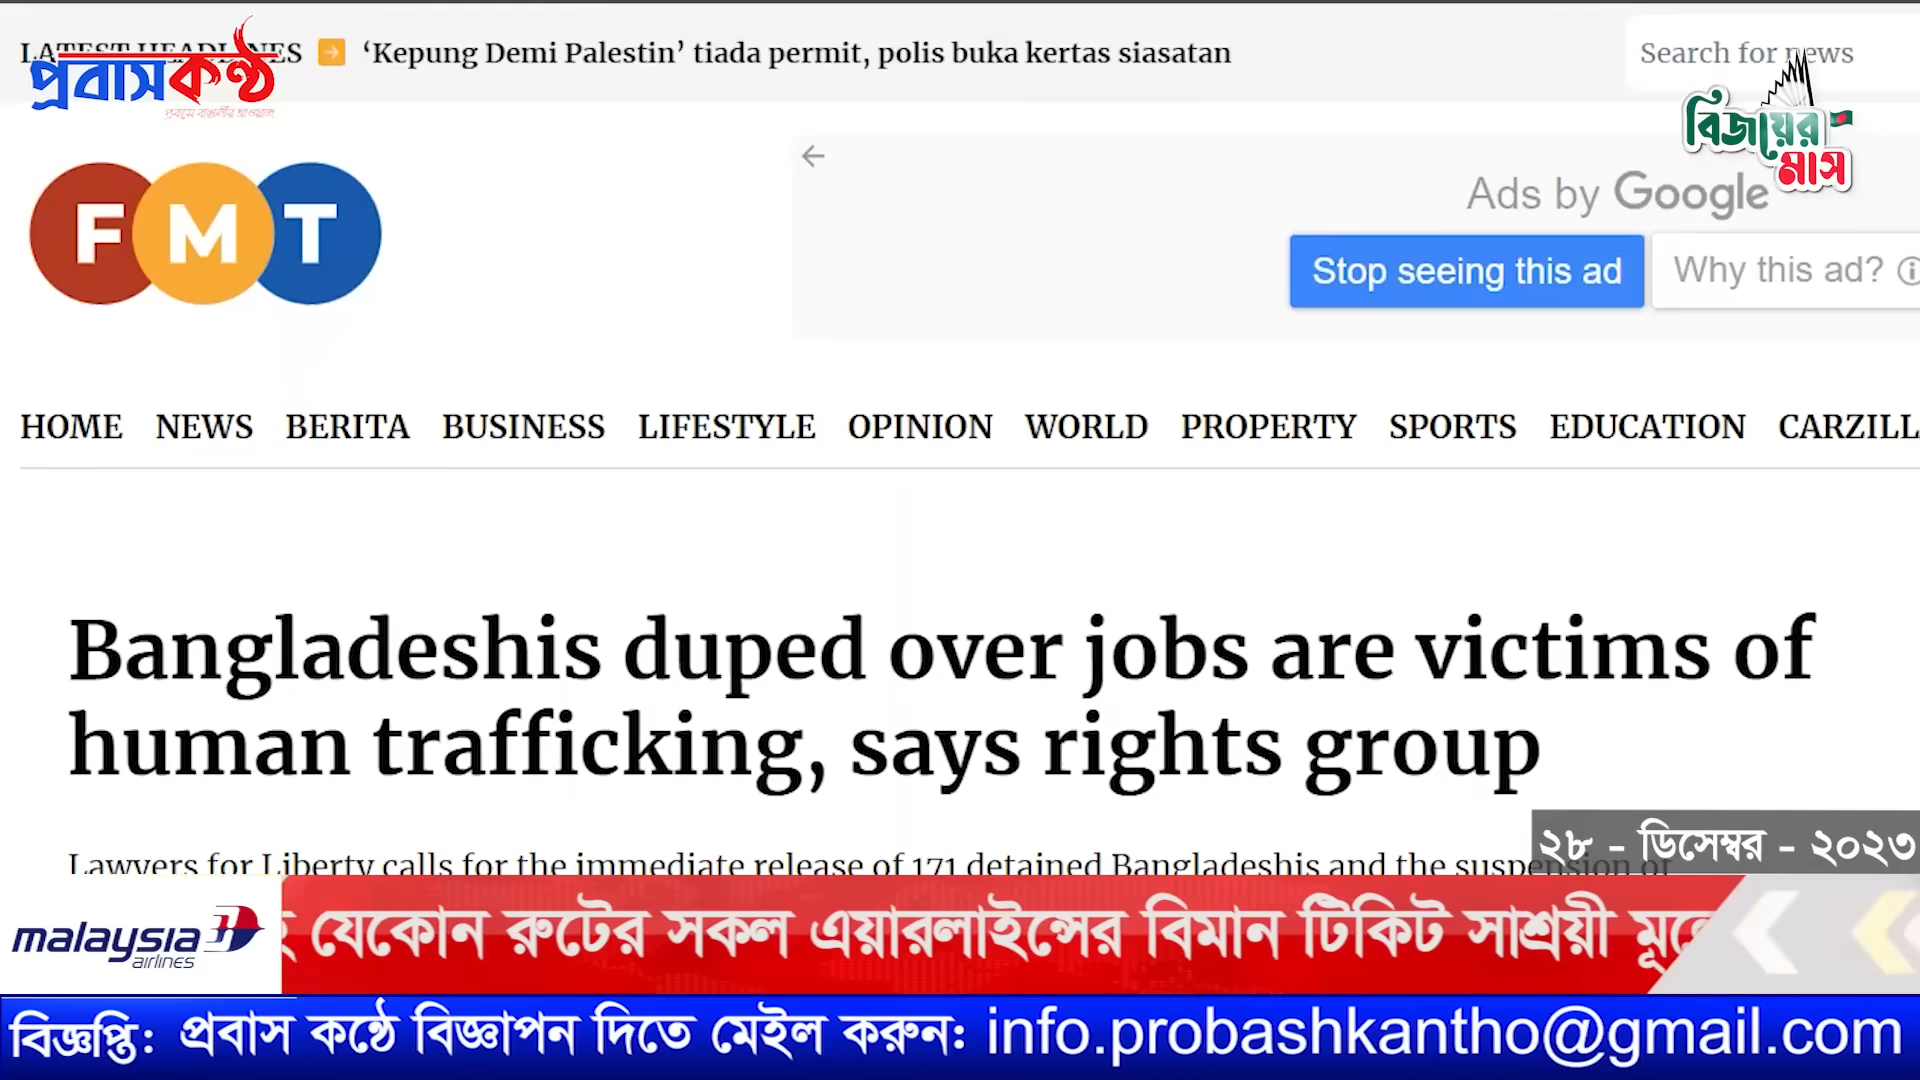 LATEST HEADLINES ‘Kepung Demi Palestin’ tiada permit, polis buka kertas siasatan
Search for news
প্রবাসকণ্ঠ
বিজয়ের
মাস
FMT
Ads by Google
Stop seeing this ad
Why this ad?
HOME NEWS BERITA BUSINESS LIFESTYLE OPINION WORLD PROPERTY SPORTS EDUCATION CARZILL
Bangladeshis duped over jobs are victims of
human trafficking, says rights group
২৮ - ডিসেম্বর - ২০২৩
Lawyers for Liberty calls for the immediate release of 171 detained Bangladeshis and the suspension of
malaysia
airlines
যেকোন রুটের সকল এয়ারলাইন্সের বিমান টিকিট সাশ্রয়ী
বিজ্ঞপ্তি: প্রবাস কন্ঠে বিজ্ঞাপন দিতে মেইল করুন: info.probashkantho@gmail.com